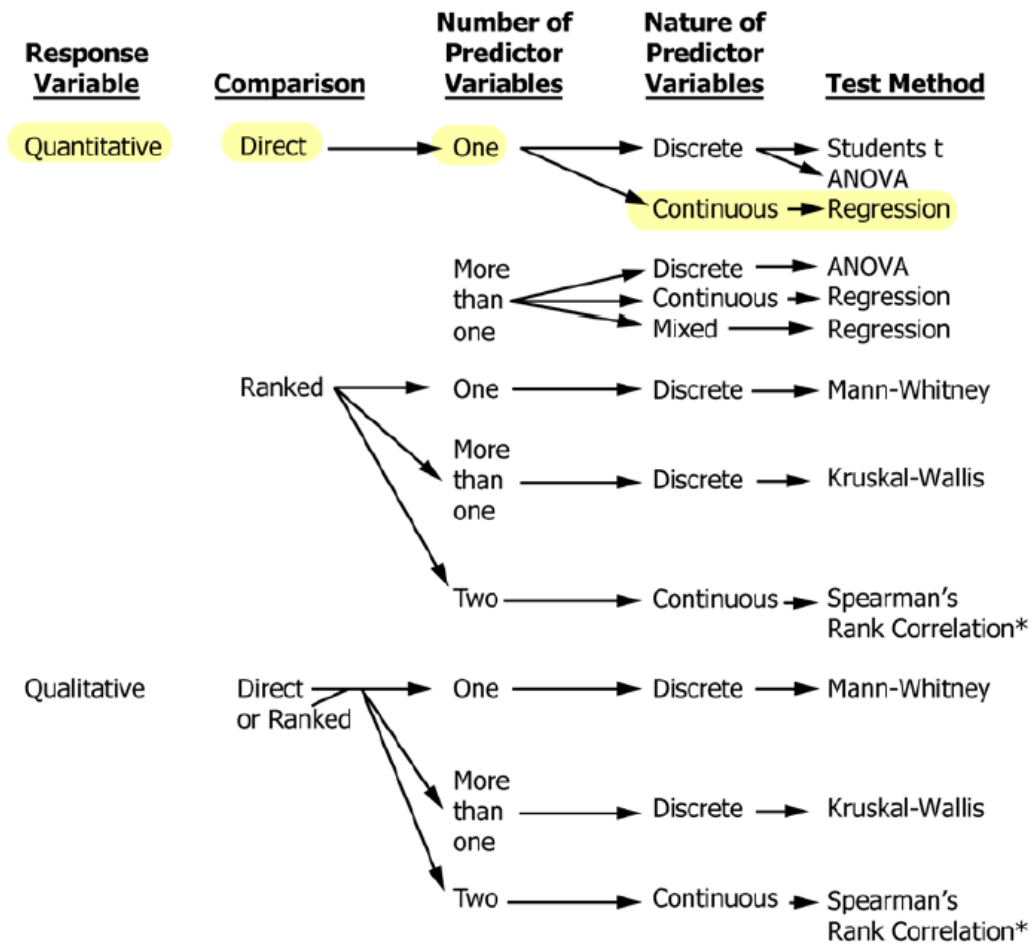 Response Variable
Comparison
Number of Predictor Variables
Nature of Predictor Variables
Test Method
Quantitative
Direct
One
Discrete
Students t
ANOVA
Continuous
Regression
More than one
Discrete
ANOVA
Continuous
Regression
Mixed
Regression
Ranked
One
Discrete
Mann-Whitney
More than one
Discrete
Kruskal-Wallis
Two
Continuous
Spearman's Rank Correlation*
Qualitative
Direct or Ranked
One
Discrete
Mann-Whitney
More than one
Discrete
Kruskal-Wallis
Two
Continuous
Spearman's Rank Correlation*